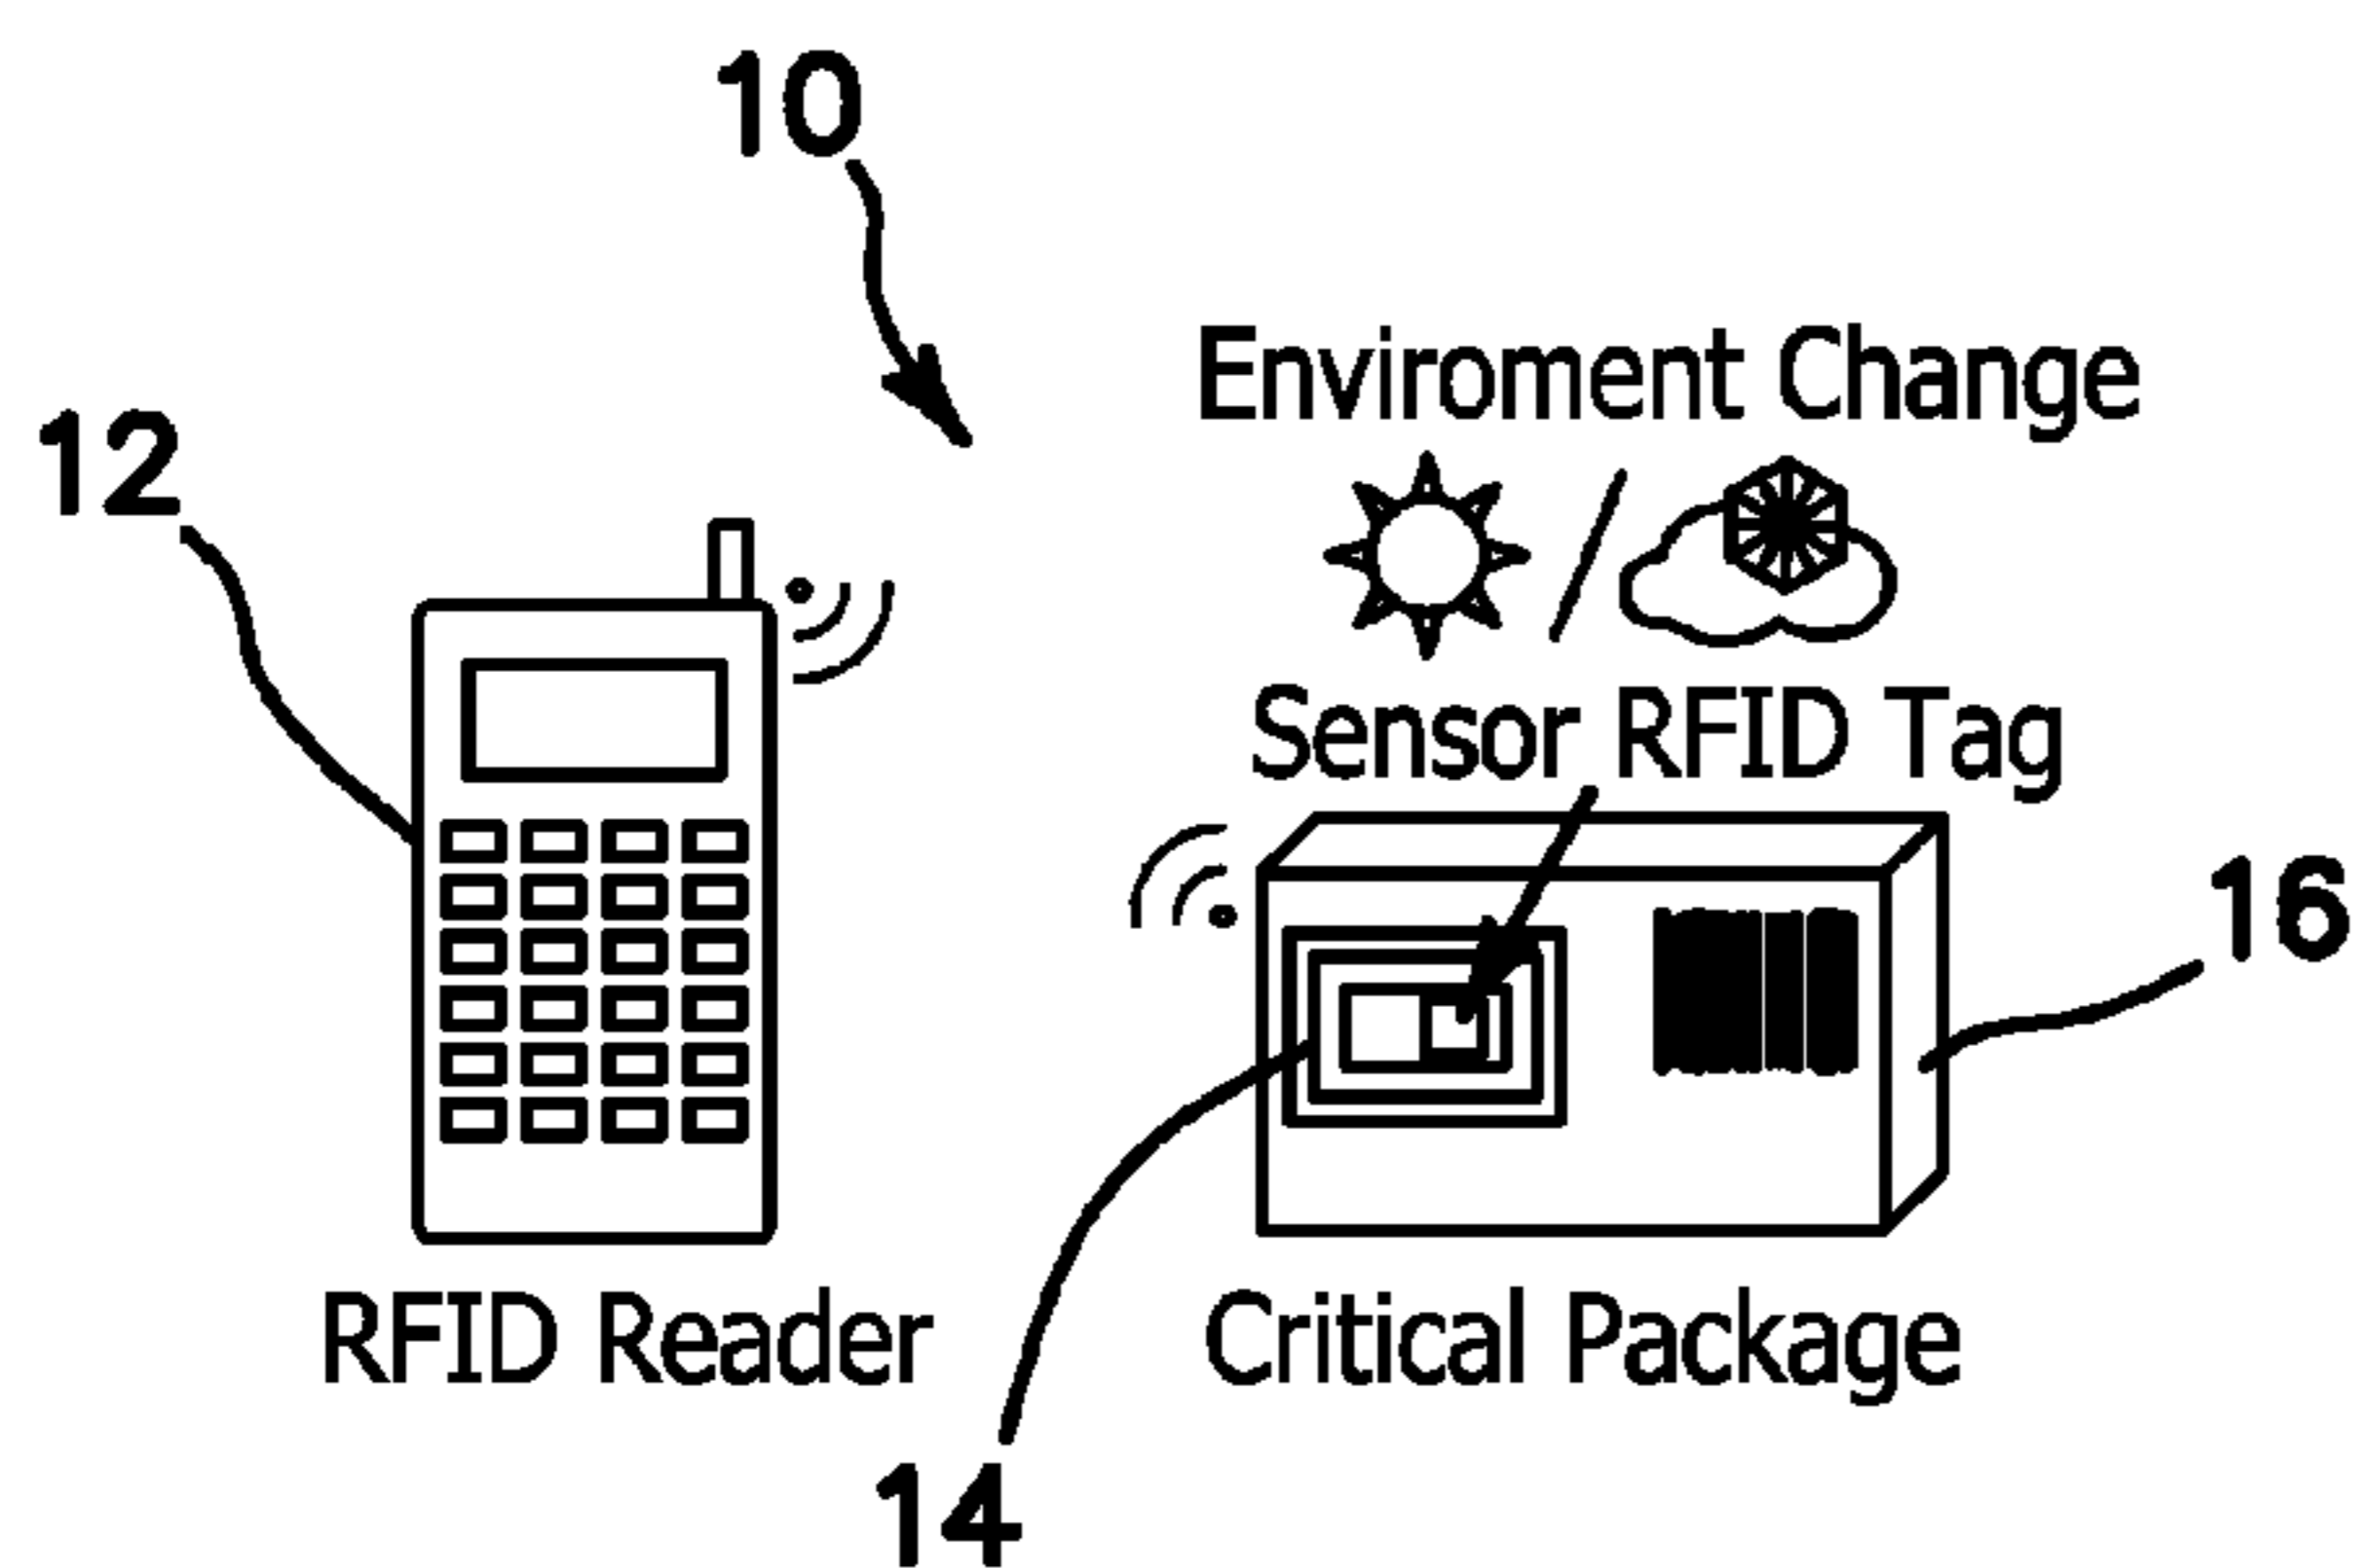 10
12
Enviroment Change
Sensor RFID Tag
16
RFID Reader
Critical Package
14